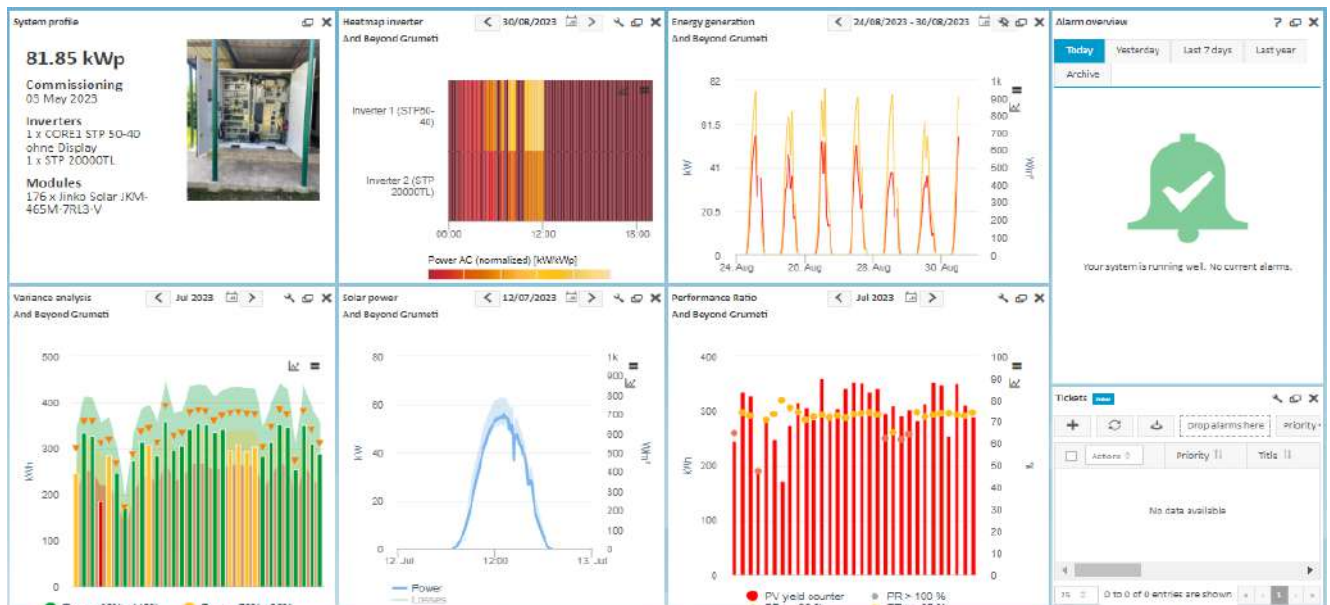 System profile
81.85 kWp
Commissioning
03 May 2023
Inverters
1 x CORE1 STP 50-40
ohne Display
1 x STP 20000TL
Modules
176 x Jinko Solar JKM-
465M-7RL3-V
Heatmap inverter
30/08/2023
And Beyond Grumeti
Inverter 1 (STP50-
40)
Inverter 2 (STP
20000TL)
00:00
12:00
Power AC (normalized) [kW/kWp]
Energy generation
24/08/2023 - 30/08/2023
And Beyond Grumeti
82
61.5
41
20.5
0
kW
1k
900
800
700
600
500
400
300
200
100
0
W/m²
24. Aug
26. Aug
28. Aug
30. Aug
Alarm overview
?
Today
Yesterday
Last 7 days
Last year
Archive
Your system is running well. No current alarms.
Variance analysis
Jul 2023
And Beyond Grumeti
500
400
300
200
100
0
kWh
Solar power
12/07/2023
And Beyond Grumeti
80
60
40
20
0
kW
1k
900
800
700
600
500
400
300
200
100
0
W/m²
12. Jul
12:00
13. Jul
Power
Losses
Performance Ratio
Jul 2023
And Beyond Grumeti
400
300
200
100
0
kWh
100
90
80
70
60
50
40
30
20
10
0
%
PV yield counter
PR > 100 %
Tickets
Drop alarms here
Priority
Actions
Priority
Title
No data available
0 to 0 of 0 entries are shown
1